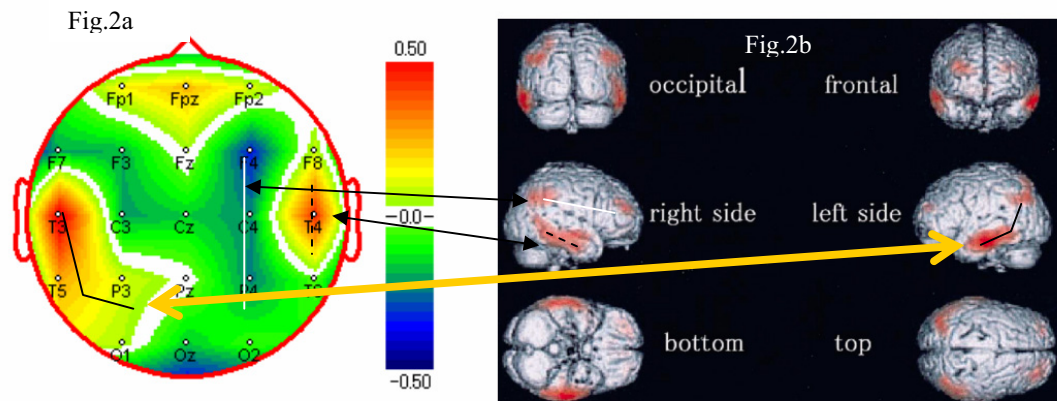 Fig.2a
Fp1 Fpz Fp2
F7 F3 Fz F4 F8
T3 C3 Cz C4 T4
T5 P3 Pz P4 T6
O1 Oz O2
0.50
-0.0-
-0.50
Fig.2b
occipital frontal
right side left side
bottom top